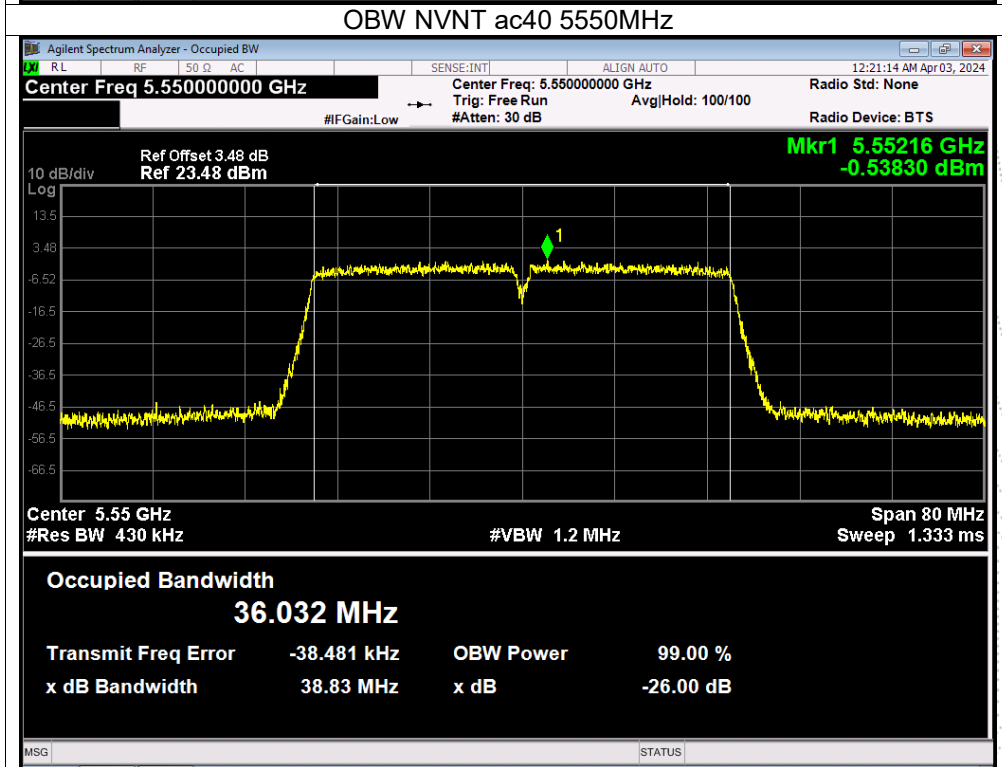 OBW NVNT ac40 5550MHz
Agilent Spectrum Analyzer - Occupied BW
LXI RL RF 50 Ω AC SENSE:INT ALIGN AUTO 12:21:14 AM Apr 03, 2024
Center Freq 5.550000000 GHz Center Freq: 5.550000000 GHz Radio Std: None
Trig: Free Run Avg|Hold: 100/100
#IFGain:Low #Atten: 30 dB Radio Device: BTS
Mkr1 5.55216 GHz
-0.53830 dBm
Ref Offset 3.48 dB
10 dB/div Ref 23.48 dBm
Log
13.5
3.48
-6.52
-16.5
-26.5
-36.5
-46.5
-56.5
-66.5
1
Center 5.55 GHz Span 80 MHz
#Res BW 430 kHz #VBW 1.2 MHz Sweep 1.333 ms
Occupied Bandwidth
36.032 MHz
Transmit Freq Error -38.481 kHz OBW Power 99.00 %
x dB Bandwidth 38.83 MHz x dB -26.00 dB
MSG STATUS